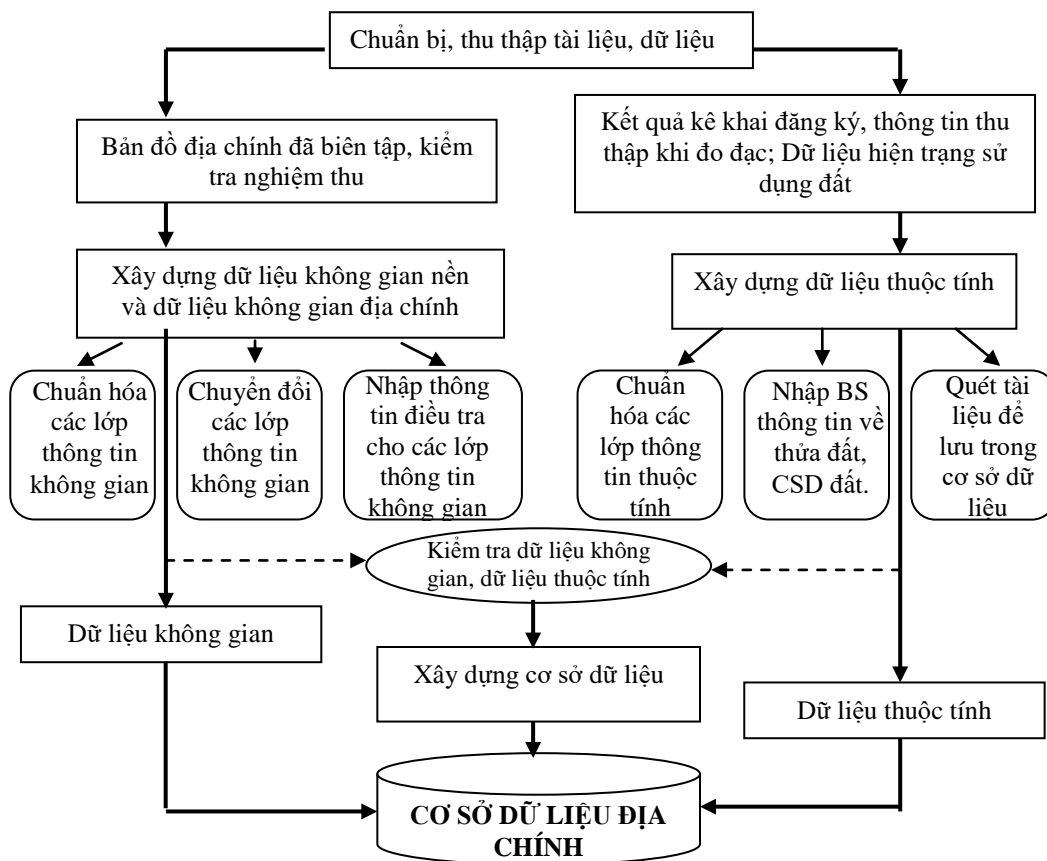 Chuẩn bị, thu thập tài liệu, dữ liệu
Bản đồ địa chính đã biên tập, kiểm
tra nghiệm thu
Kết quả kê khai đăng ký, thông tin thu
thập khi đo đạc; Dữ liệu hiện trạng sử
dụng đất
Xây dựng dữ liệu không gian nền
và dữ liệu không gian địa chính
Xây dựng dữ liệu thuộc tính
Chuẩn hóa
các lớp
thông tin
không gian
Chuyển đổi
các lớp
thông tin
không gian
Nhập thông
tin điều tra
cho các lớp
thông tin
không gian
Chuẩn
hóa các
lớp thông
tin thuộc
tính
Nhập BS
thông tin về
thửa đất,
CSD đất.
Quét tài
liệu để
lưu trong
cơ sở dữ
liệu
Kiểm tra dữ liệu không
gian, dữ liệu thuộc tính
Dữ liệu không gian
Xây dựng cơ sở dữ liệu
Dữ liệu thuộc tính
CƠ SỞ DỮ LIỆU ĐỊA
CHÍNH